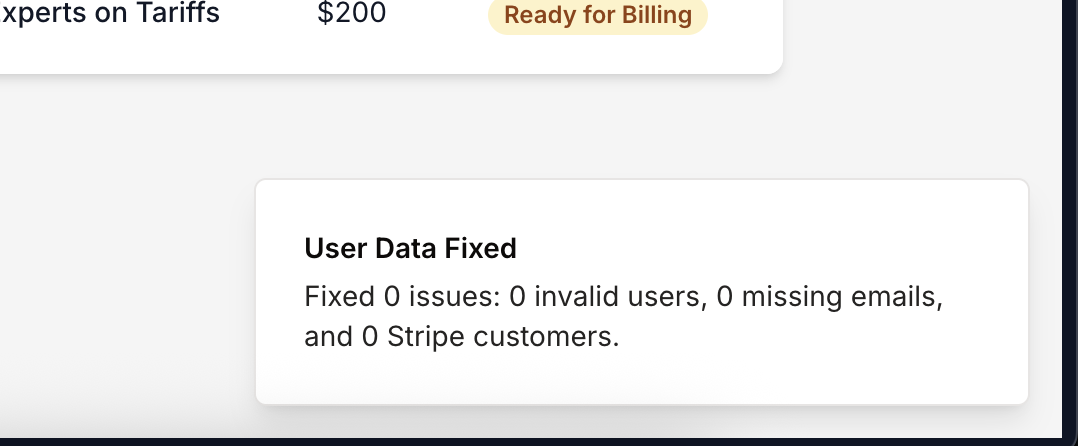 xperts on Tariffs $200 Ready for Billing
User Data Fixed
Fixed 0 issues: 0 invalid users, 0 missing emails,
and 0 Stripe customers.